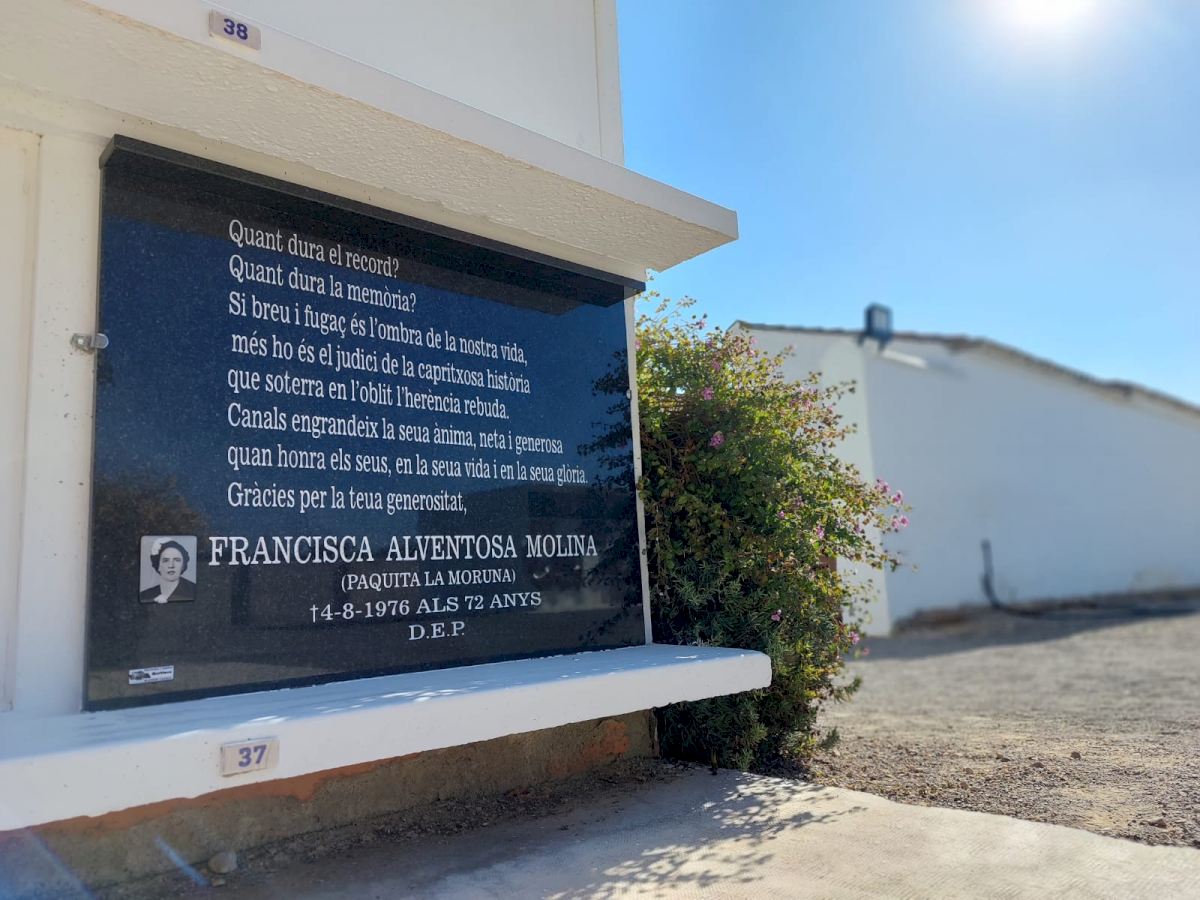 38
Quant dura el record?
Quant dura la memòria?
Si breu i fugaç és l'ombra de la nostra vida,
més ho és el judici de la capritxosa història
que soterra en l'oblit l'herència rebuda.
Canals engrandeix la seua ànima, neta i generosa
quan honra els seus, en la seua vida i en la seua glòria.
Gràcies per la teua generositat,
FRANCISCA ALVENTOSA MOLINA
(PAQUITA LA MORUNA)
†4-8-1976 ALS 72 ANYS
D.E.P.
37